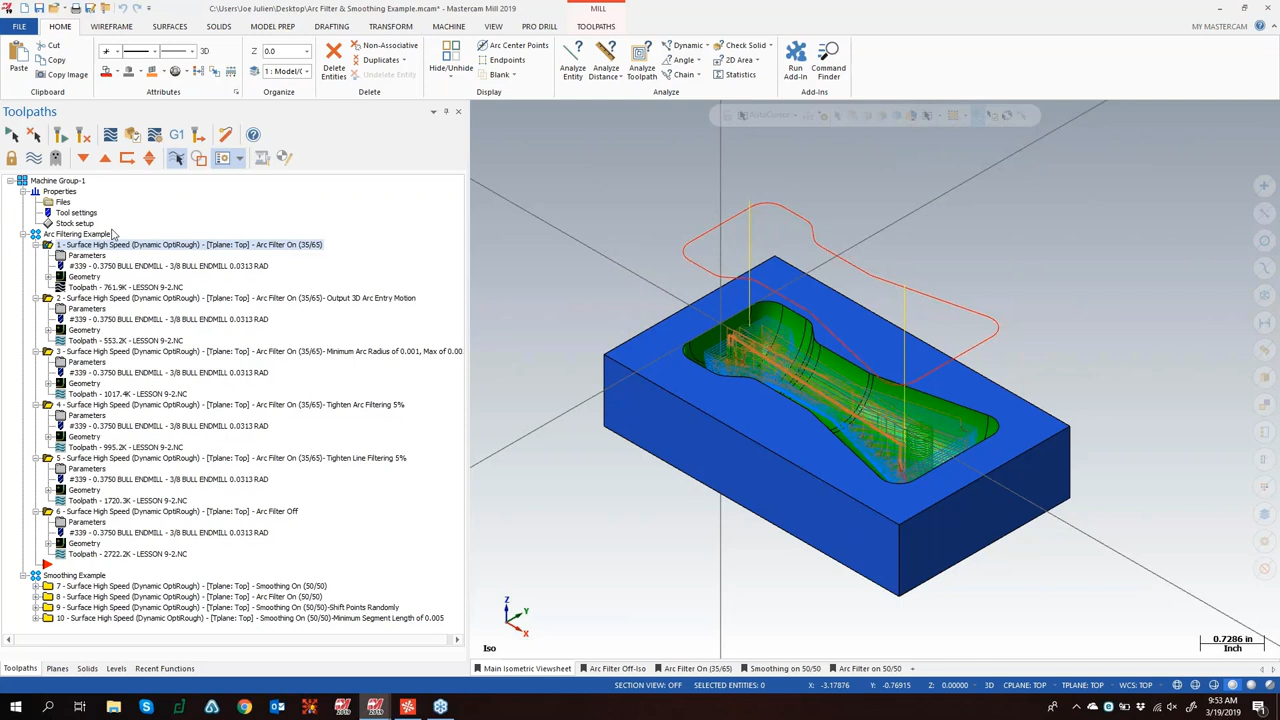 C:\Users\Joe Julien\Desktop\Arc Filter & Smoothing Example.mcam* - Mastercam Mill 2019
MILL
FILE HOME WIREFRAME SURFACES SOLIDS MODEL PREP DRAFTING TRANSFORM MACHINE VIEW PRO DRILL TOOLPATHS MY MASTERCAM
Paste Cut Copy Copy Image
3D
Z 0.0
1 : Model/G
Delete Entities Non-Associative Duplicates Undelete Entity
Hide/Unhide Arc Center Points Endpoints Blank
Analyze Entity Analyze Distance Analyze Toolpath Dynamic Angle Chain Check Solid 2D Area Statistics
Run Add-In Command Finder
Clipboard Attributes Organize Delete Display Analyze Add-Ins
Toolpaths
G1
AutoCursor
Machine Group-1
Properties
Files
Tool settings
Stock setup
Arc Filtering Example
1 - Surface High Speed (Dynamic OptiRough) - [Tplane: Top] - Arc Filter On (35/65)
Parameters
#339 - 0.3750 BULL ENDMILL - 3/8 BULL ENDMILL 0.0313 RAD
Geometry
Toolpath - 761.9K - LESSON 9-2.NC
2 - Surface High Speed (Dynamic OptiRough) - [Tplane: Top] - Arc Filter On (35/65)- Output 3D Arc Entry Motion
Parameters
#339 - 0.3750 BULL ENDMILL - 3/8 BULL ENDMILL 0.0313 RAD
Geometry
Toolpath - 553.2K - LESSON 9-2.NC
3 - Surface High Speed (Dynamic OptiRough) - [Tplane: Top] - Arc Filter On (35/65)- Minimum Arc Radius of 0.001, Max of 0.00
Parameters
#339 - 0.3750 BULL ENDMILL - 3/8 BULL ENDMILL 0.0313 RAD
Geometry
Toolpath - 1017.4K - LESSON 9-2.NC
4 - Surface High Speed (Dynamic OptiRough) - [Tplane: Top] - Arc Filter On (35/65)- Tighten Arc Filtering 5%
Parameters
#339 - 0.3750 BULL ENDMILL - 3/8 BULL ENDMILL 0.0313 RAD
Geometry
Toolpath - 995.2K - LESSON 9-2.NC
5 - Surface High Speed (Dynamic OptiRough) - [Tplane: Top] - Arc Filter On (35/65)- Tighten Line Filtering 5%
Parameters
#339 - 0.3750 BULL ENDMILL - 3/8 BULL ENDMILL 0.0313 RAD
Geometry
Toolpath - 1720.3K - LESSON 9-2.NC
6 - Surface High Speed (Dynamic OptiRough) - [Tplane: Top] - Arc Filter Off
Parameters
#339 - 0.3750 BULL ENDMILL - 3/8 BULL ENDMILL 0.0313 RAD
Geometry
Toolpath - 2722.2K - LESSON 9-2.NC
Smoothing Example
7 - Surface High Speed (Dynamic OptiRough) - [Tplane: Top] - Smoothing On (50/50)
8 - Surface High Speed (Dynamic OptiRough) - [Tplane: Top] - Arc Filter On (50/50)
9 - Surface High Speed (Dynamic OptiRough) - [Tplane: Top] - Smoothing On (50/50)-Shift Points Randomly
10 - Surface High Speed (Dynamic OptiRough) - [Tplane: Top] - Smoothing On (50/50)-Minimum Segment Length of 0.005
Z
Y
X
Iso
0.7286 in
Inch
Toolpaths Planes Solids Levels Recent Functions
Main Isometric Viewsheet Arc Filter Off-Iso Arc Filter On (35/65) Smoothing on 50/50 Arc Filter on 50/50 +
SECTION VIEW: OFF SELECTED ENTITIES: 0 X: -3.17876 Y: -0.76915 Z: 0.00000 3D CPLANE: TOP TPLANE: TOP WCS: TOP
2019 2019
9:53 AM
3/19/2019